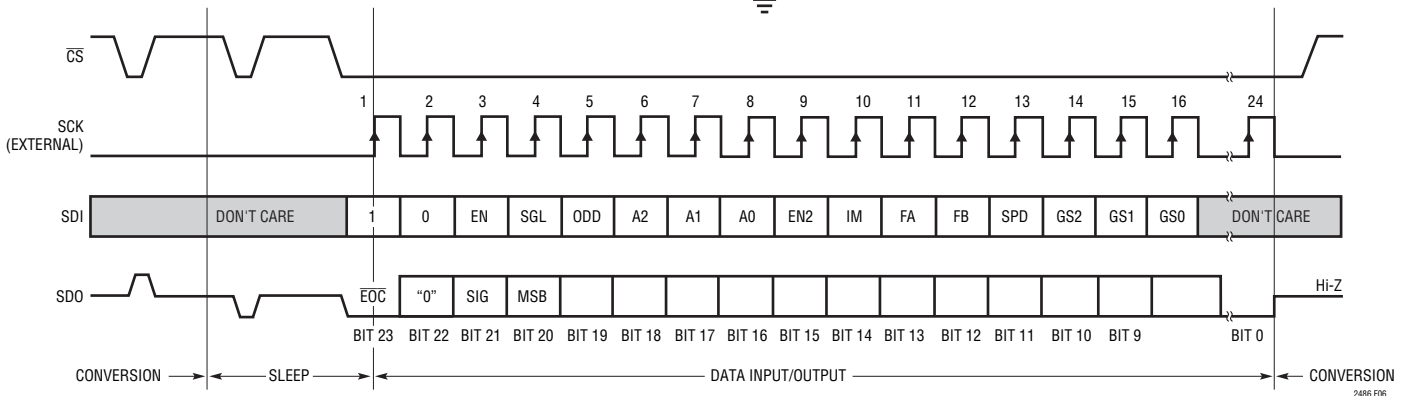 CS
1 2 3 4 5 6 7 8 9 10 11 12 13 14 15 16 24
SCK
(EXTERNAL)
SDI DON'T CARE 1 0 EN SGL ODD A2 A1 A0 EN2 IM FA FB SPD GS2 GS1 GS0 DON'T CARE
SDO EOC “0” SIG MSB Hi-Z
BIT 23 BIT 22 BIT 21 BIT 20 BIT 19 BIT 18 BIT 17 BIT 16 BIT 15 BIT 14 BIT 13 BIT 12 BIT 11 BIT 10 BIT 9 BIT 0
CONVERSION SLEEP DATA INPUT/OUTPUT CONVERSION
2486 F06